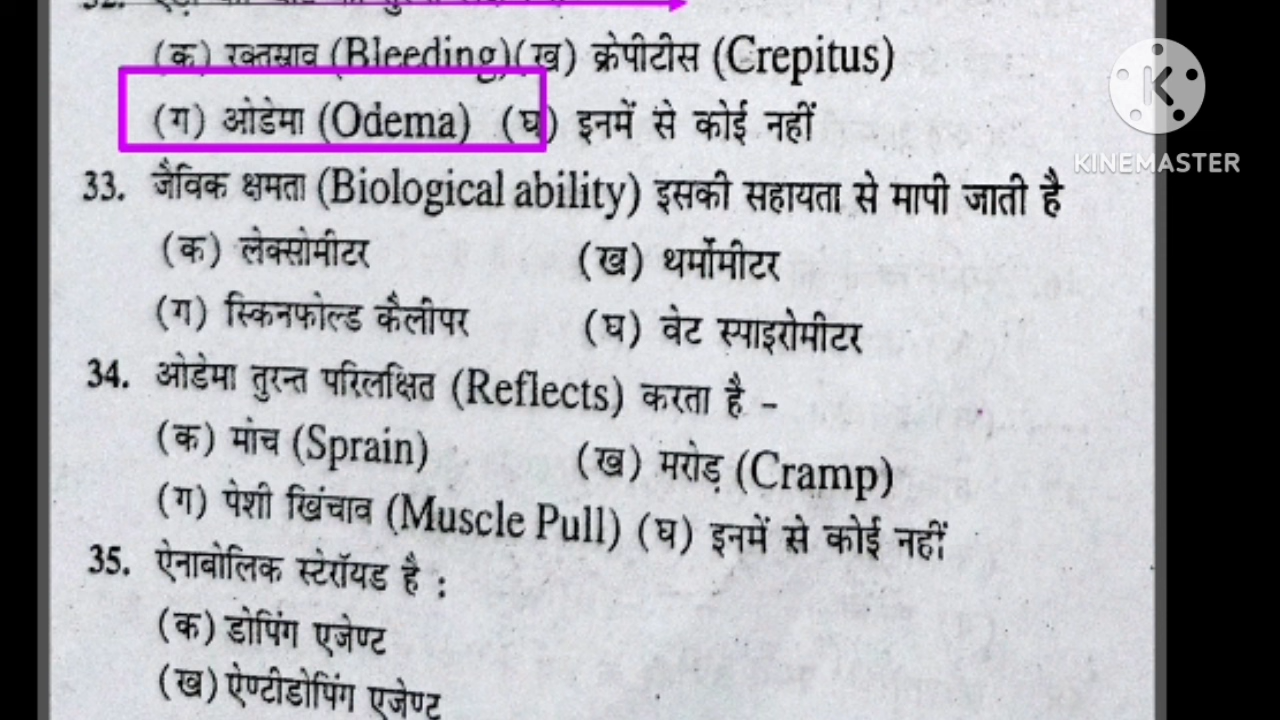 (क) रक्तस्राव (Bleeding) (ख) क्रेपीटीस (Crepitus)
(ग) ओडेमा (Odema) (घ) इनमें से कोई नहीं
33. जैविक क्षमता (Biological ability) इसकी सहायता से मापी जाती है
(क) लेक्सोमीटर (ख) थर्मोमीटर
(ग) स्किनफोल्ड कैलीपर (घ) वेट स्पाइरोमीटर
34. ओडेमा तुरन्त परिलक्षित (Reflects) करता है –
(क) मोच (Sprain) (ख) मरोड़ (Cramp)
(ग) पेशी खिंचाव (Muscle Pull) (घ) इनमें से कोई नहीं
35. ऐनाबोलिक स्टेरॉयड है :
(क) डोपिंग एजेण्ट
(ख) ऐण्टीडोपिंग एजेण्ट
K
KINEMASTER